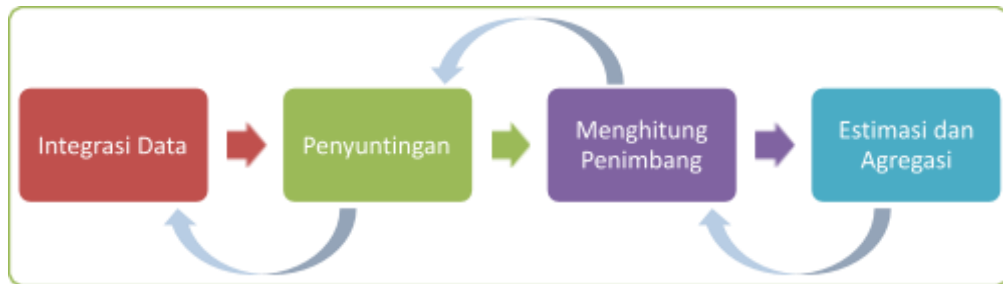 Integrasi Data
Penyuntingan
Menghitung
Penimbang
Estimasi dan
Agregasi